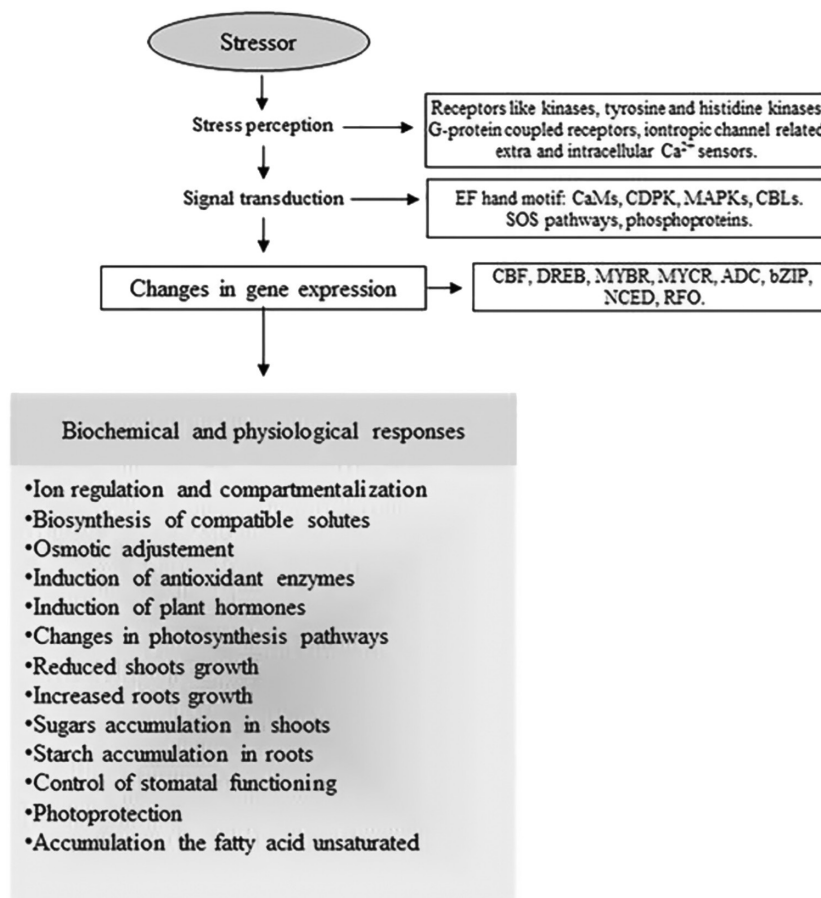 Stressor
Stress perception
Receptors like kinases, tyrosine and histidine kinases
G-protein coupled receptors, iontropic channel related
extra and intracellular Ca²⁺ sensors.
Signal transduction
EF hand motif: CaMs, CDPK, MAPKs, CBLs.
SOS pathways, phosphoproteins.
Changes in gene expression
CBF, DREB, MYBR, MYCR, ADC, bZIP,
NCED, RFO.
Biochemical and physiological responses
•Ion regulation and compartmentalization
•Biosynthesis of compatible solutes
•Osmotic adjustement
•Induction of antioxidant enzymes
•Induction of plant hormones
•Changes in photosynthesis pathways
•Reduced shoots growth
•Increased roots growth
•Sugars accumulation in shoots
•Starch accumulation in roots
•Control of stomatal functioning
•Photoprotection
•Accumulation the fatty acid unsaturated